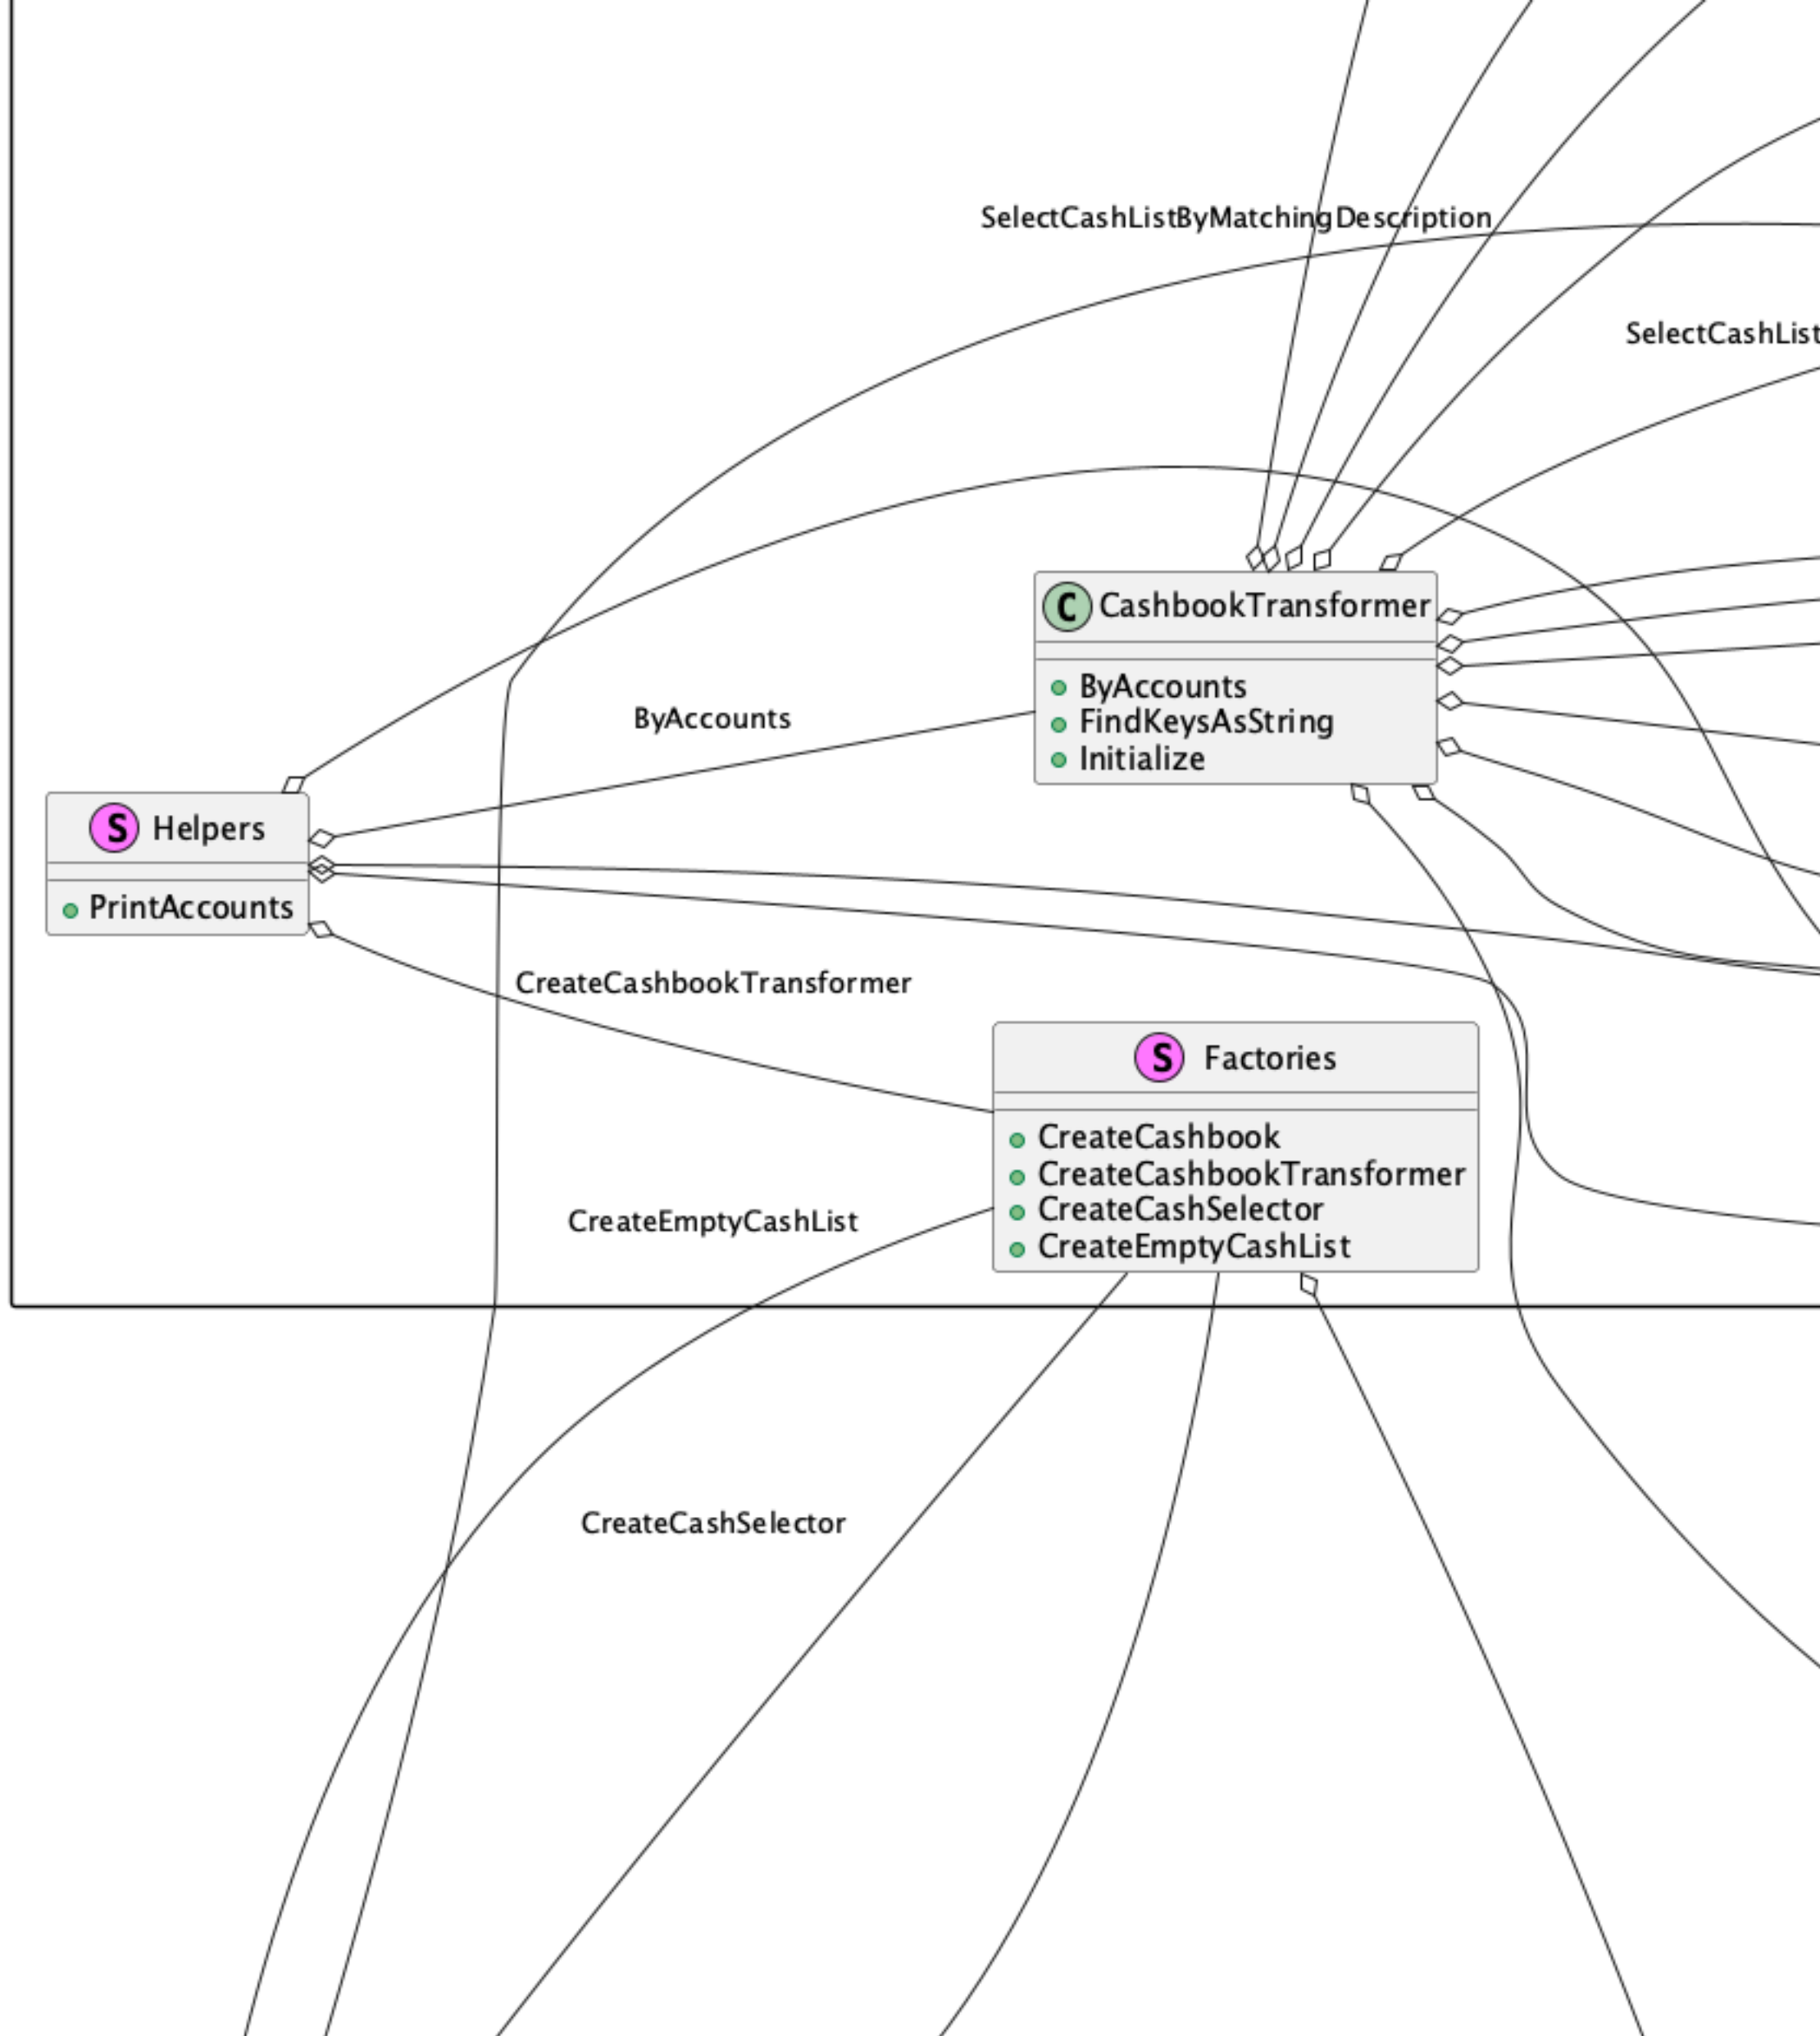 SelectCashListByMatchingDescription
SelectCashList
C CashbookTransformer
ByAccounts
FindKeysAsString
Initialize
ByAccounts
S Helpers
PrintAccounts
CreateCashbookTransformer
S Factories
CreateCashbook
CreateCashbookTransformer
CreateCashSelector
CreateEmptyCashList
CreateEmptyCashList
CreateCashSelector